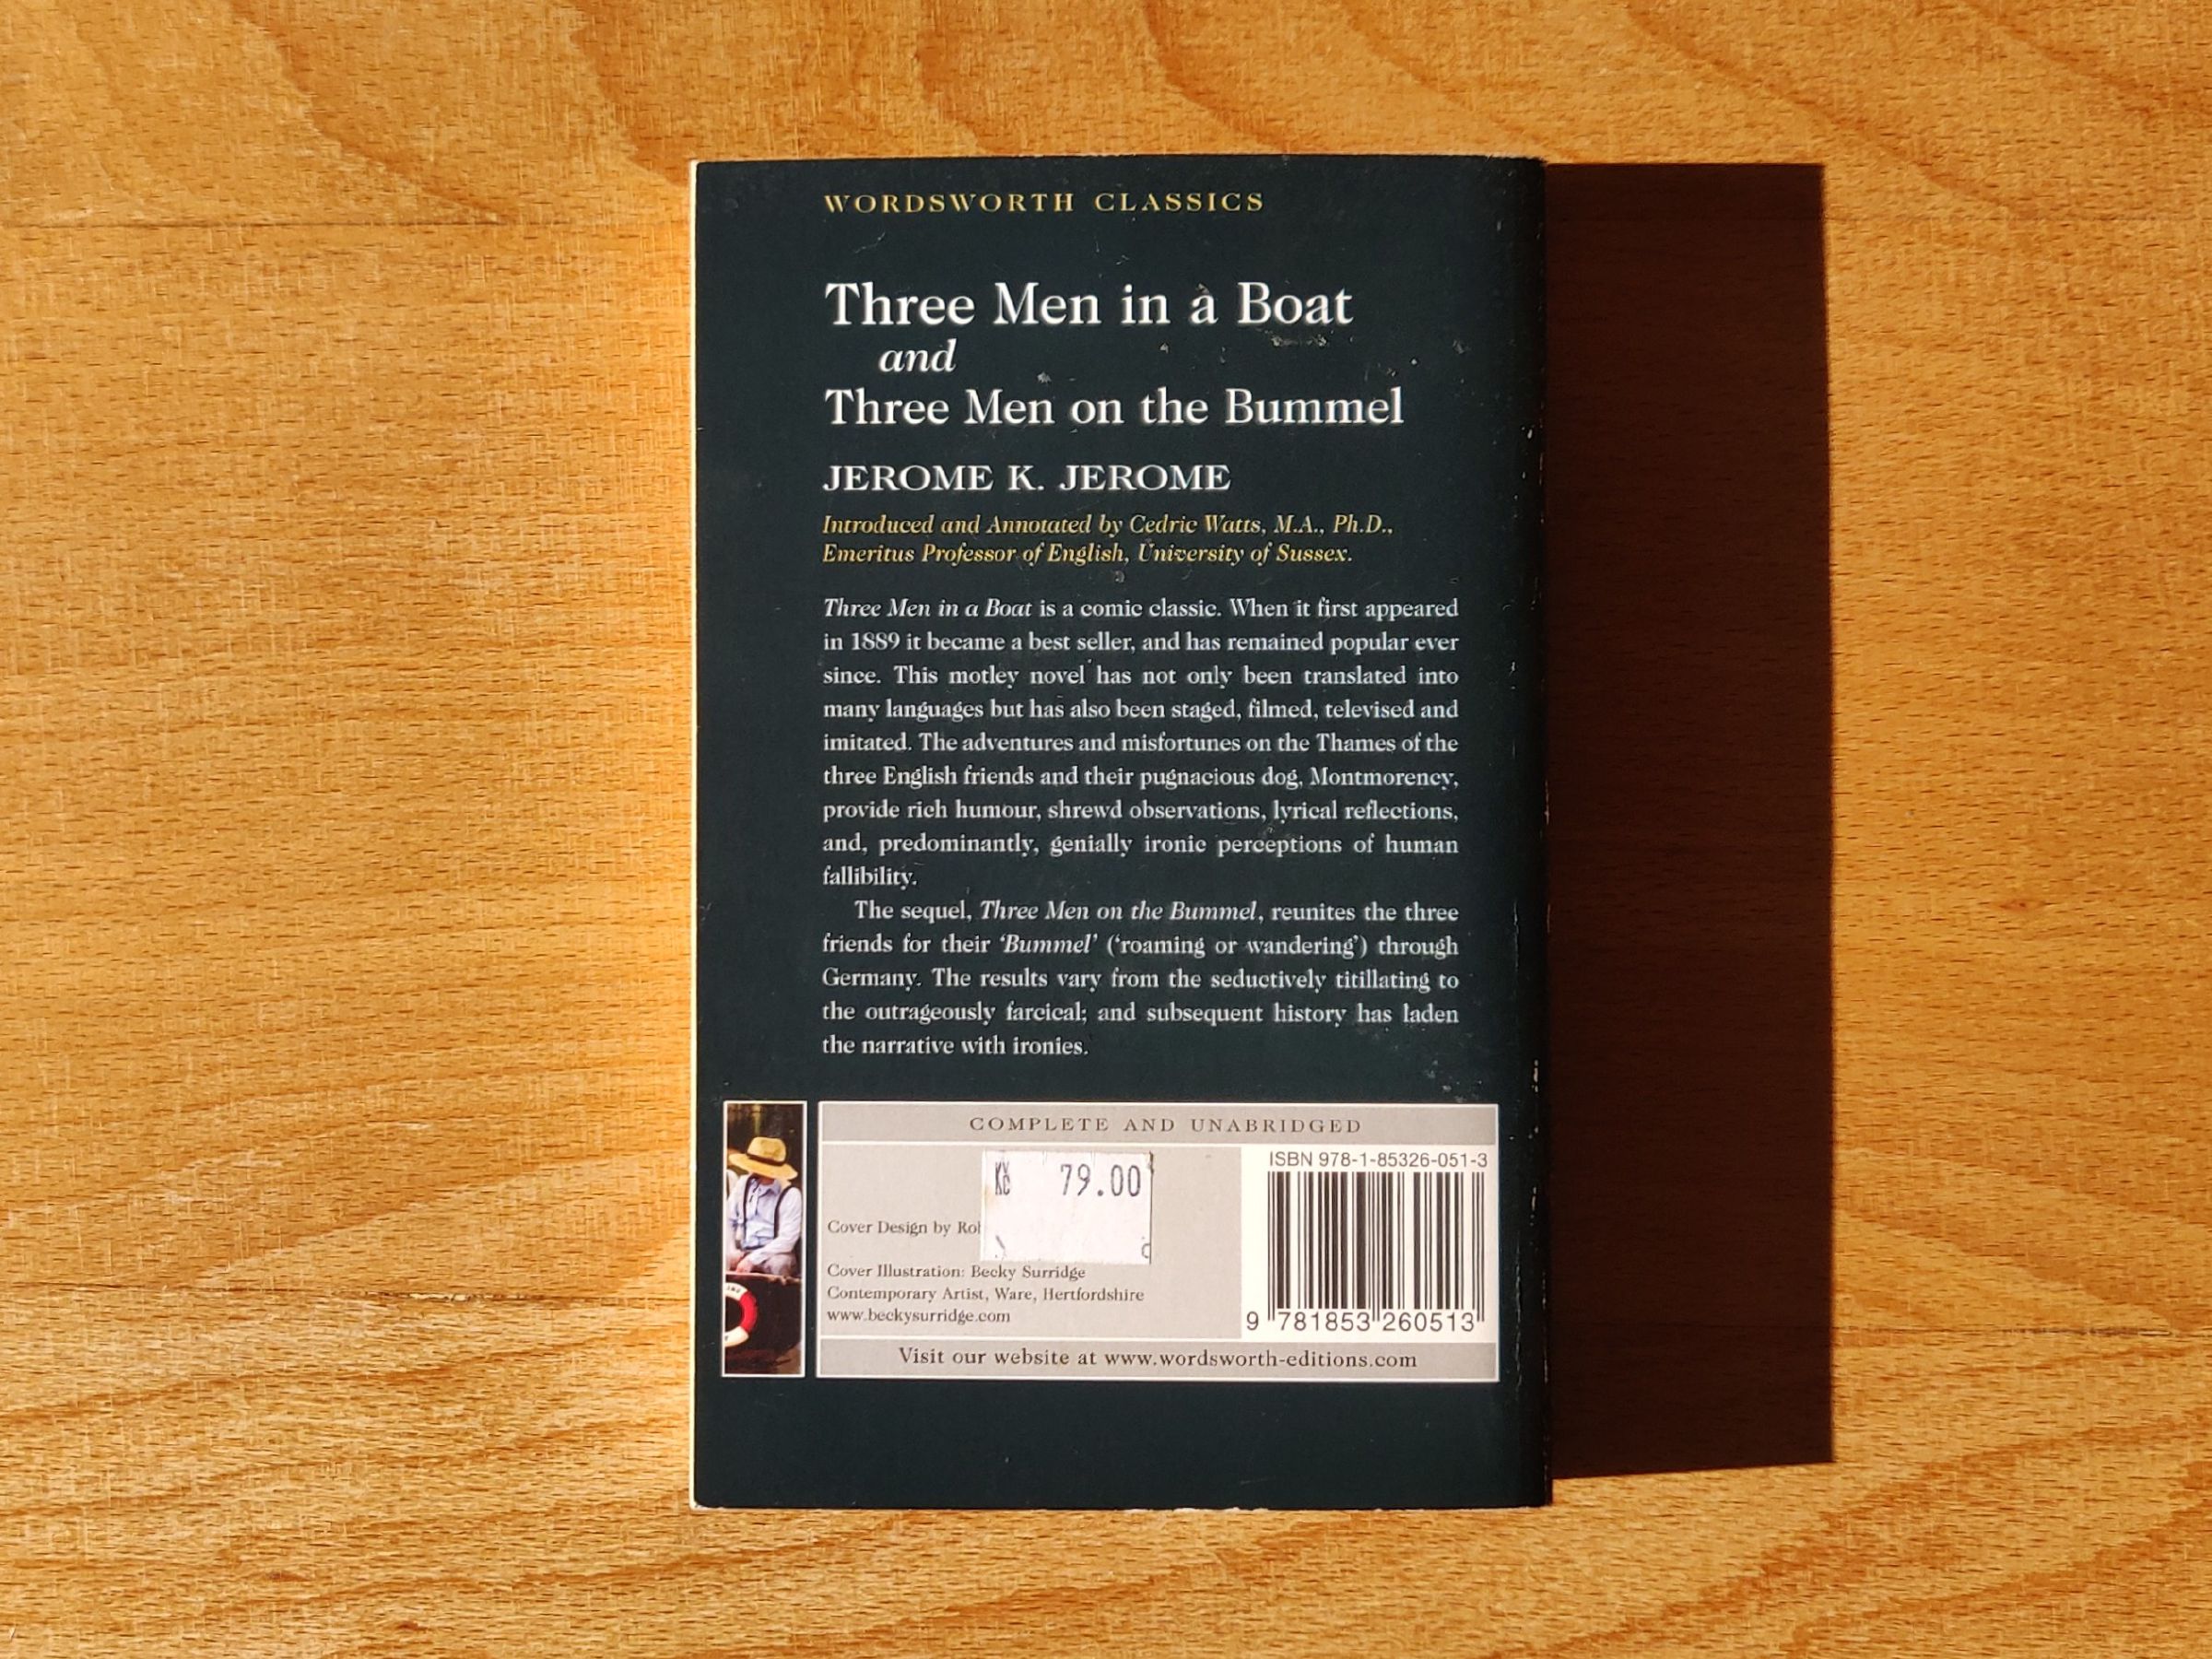 WORDSWORTH CLASSICS
Three Men in a Boat
and
Three Men on the Bummel
JEROME K. JEROME
Introduced and Annotated by Cedric Watts, M.A., Ph.D.,
Emeritus Professor of English, University of Sussex.
Three Men in a Boat is a comic classic. When it first appeared
in 1889 it became a best seller, and has remained popular ever
since. This motley novel has not only been translated into
many languages but has also been staged, filmed, televised and
imitated. The adventures and misfortunes on the Thames of the
three English friends and their pugnacious dog, Montmorency,
provide rich humour, shrewd observations, lyrical reflections,
and, predominantly, genially ironic perceptions of human
fallibility.
The sequel, Three Men on the Bummel, reunites the three
friends for their ‘Bummel’ (‘roaming or wandering’) through
Germany. The results vary from the seductively titillating to
the outrageously farcical; and subsequent history has laden
the narrative with ironies.
COMPLETE AND UNABRIDGED
Kč 79.00
Cover Design by
Cover Illustration: Becky Surridge
Contemporary Artist, Ware, Hertfordshire
www.beckysurridge.com
ISBN 978-1-85326-051-3
9 781853 260513
Visit our website at www.wordsworth-editions.com